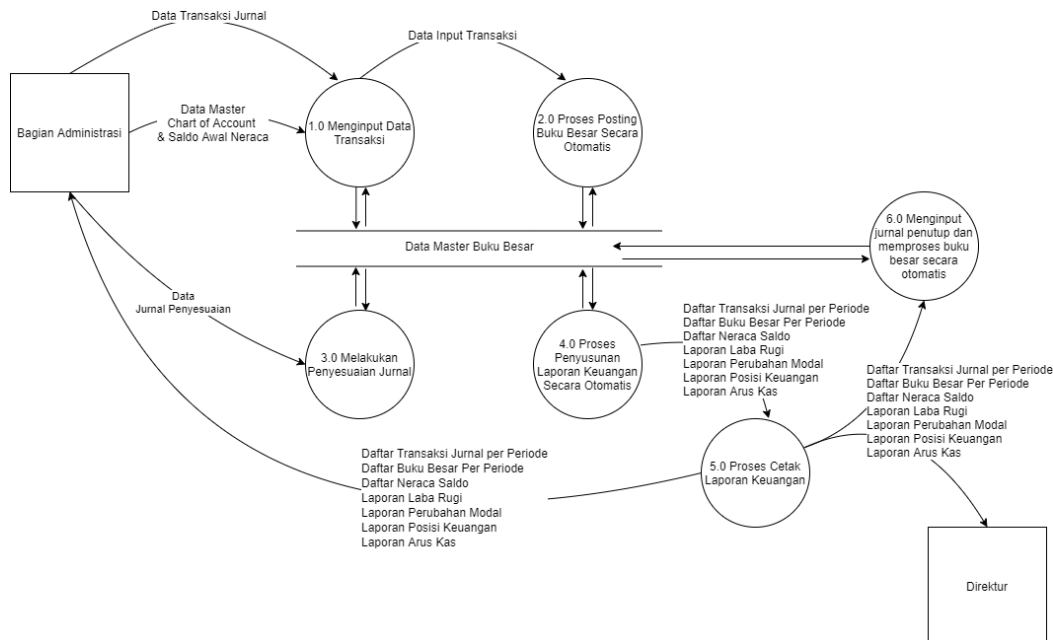 Data Transaksi Jurnal
Data Input Transaksi
Bagian Administrasi
Data Master
Chart of Account
& Saldo Awal Neraca
1.0 Menginput Data
Transaksi
2.0 Proses Posting
Buku Besar Secara
Otomatis
Data Master Buku Besar
6.0 Menginput
jurnal penutup dan
memproses buku
besar secara
otomatis
Data
Jurnal Penyesuaian
3.0 Melakukan
Penyesuaian Jurnal
4.0 Proses
Penyusunan
Laporan Keuangan
Secara Otomatis
Daftar Transaksi Jurnal per Periode
Daftar Buku Besar Per Periode
Daftar Neraca Saldo
Laporan Laba Rugi
Laporan Perubahan Modal
Laporan Posisi Keuangan
Laporan Arus Kas
Daftar Transaksi Jurnal per Periode
Daftar Buku Besar Per Periode
Daftar Neraca Saldo
Laporan Laba Rugi
Laporan Perubahan Modal
Laporan Posisi Keuangan
Laporan Arus Kas
Daftar Transaksi Jurnal per Periode
Daftar Buku Besar Per Periode
Daftar Neraca Saldo
Laporan Laba Rugi
Laporan Perubahan Modal
Laporan Posisi Keuangan
Laporan Arus Kas
5.0 Proses Cetak
Laporan Keuangan
Direktur